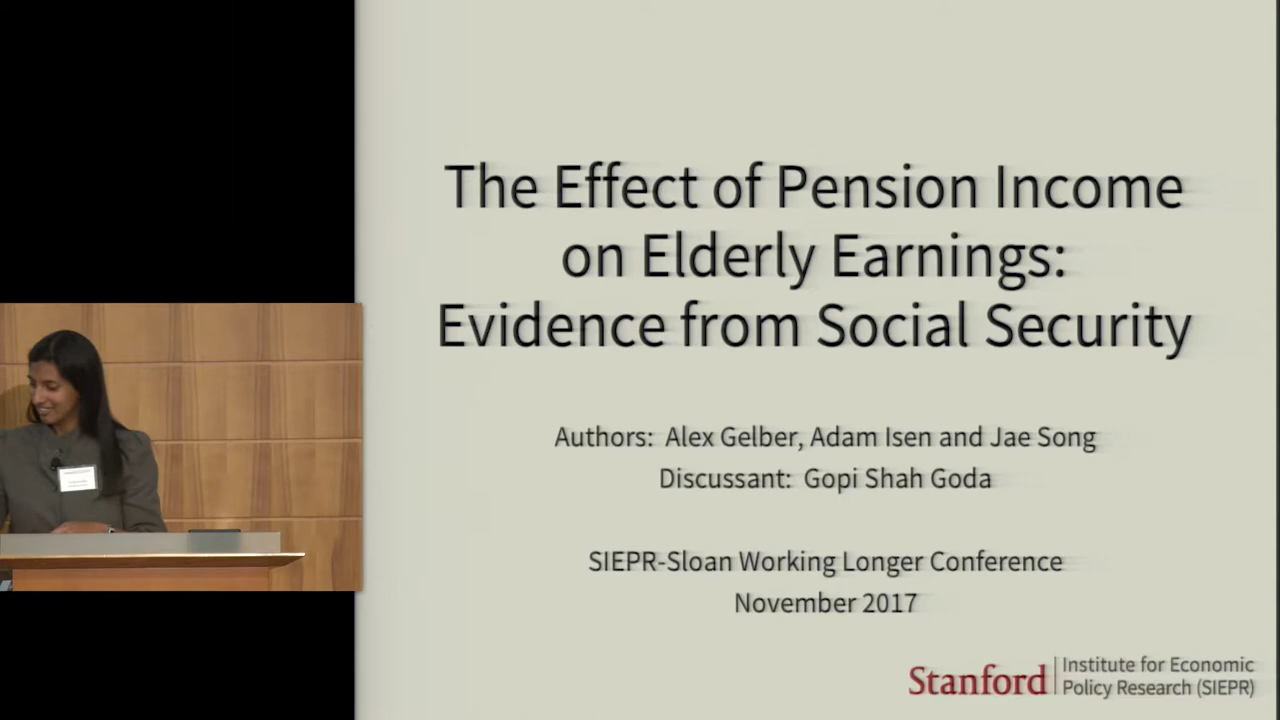 The Effect of Pension Income
on Elderly Earnings:
Evidence from Social Security
Authors: Alex Gelber, Adam Isen and Jae Song
Discussant: Gopi Shah Goda
SIEPR-Sloan Working Longer Conference
November 2017
Stanford
Institute for Economic
Policy Research (SIEPR)